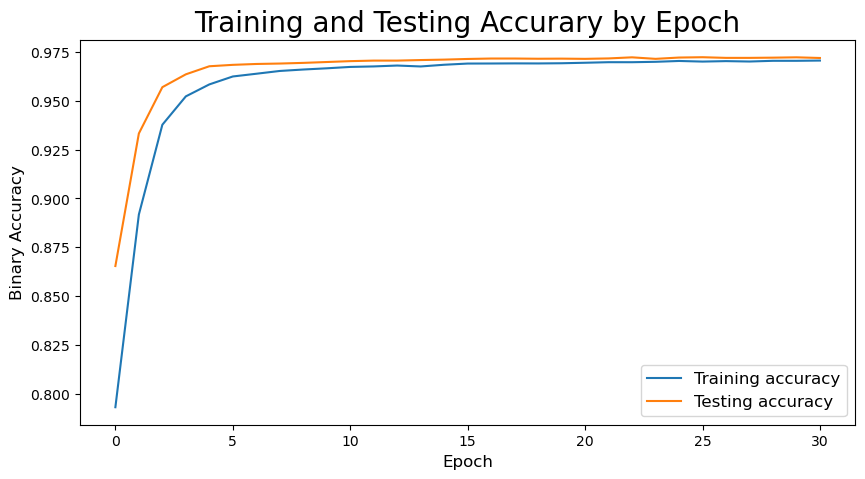 Training and Testing Accurary by Epoch
Binary Accuracy
0.975
0.950
0.925
0.900
0.875
0.850
0.825
0.800
Training accuracy
Testing accuracy
0 5 10 15 20 25 30
Epoch